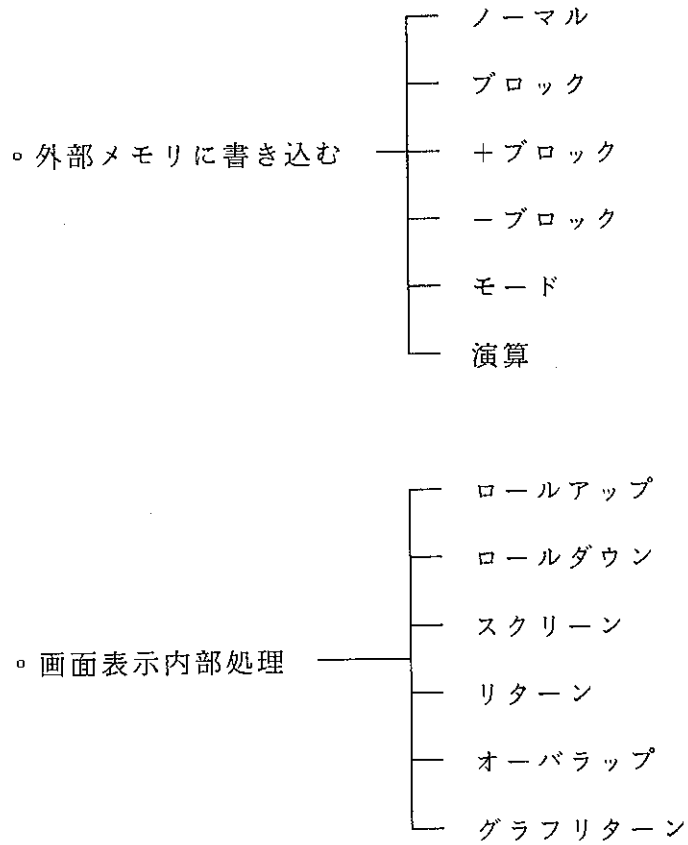 ノーマル
ブロック
。外部メモリに書き込む
＋ブロック
－ブロック
モード
演算
ロールアップ
ロールダウン
スクリーン
。画面表示内部処理
リターン
オーバラップ
グラフリターン